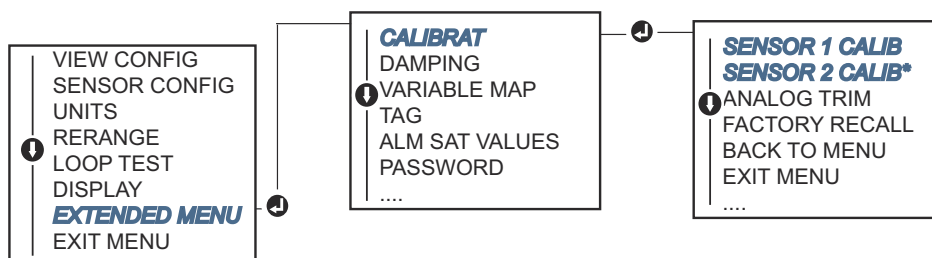 VIEW CONFIG
SENSOR CONFIG
UNITS
RERANGE
LOOP TEST
DISPLAY
EXTENDED MENU
EXIT MENU
CALIBRAT
DAMPING
VARIABLE MAP
TAG
ALM SAT VALUES
PASSWORD
....
SENSOR 1 CALIB
SENSOR 2 CALIB*
ANALOG TRIM
FACTORY RECALL
BACK TO MENU
EXIT MENU
....